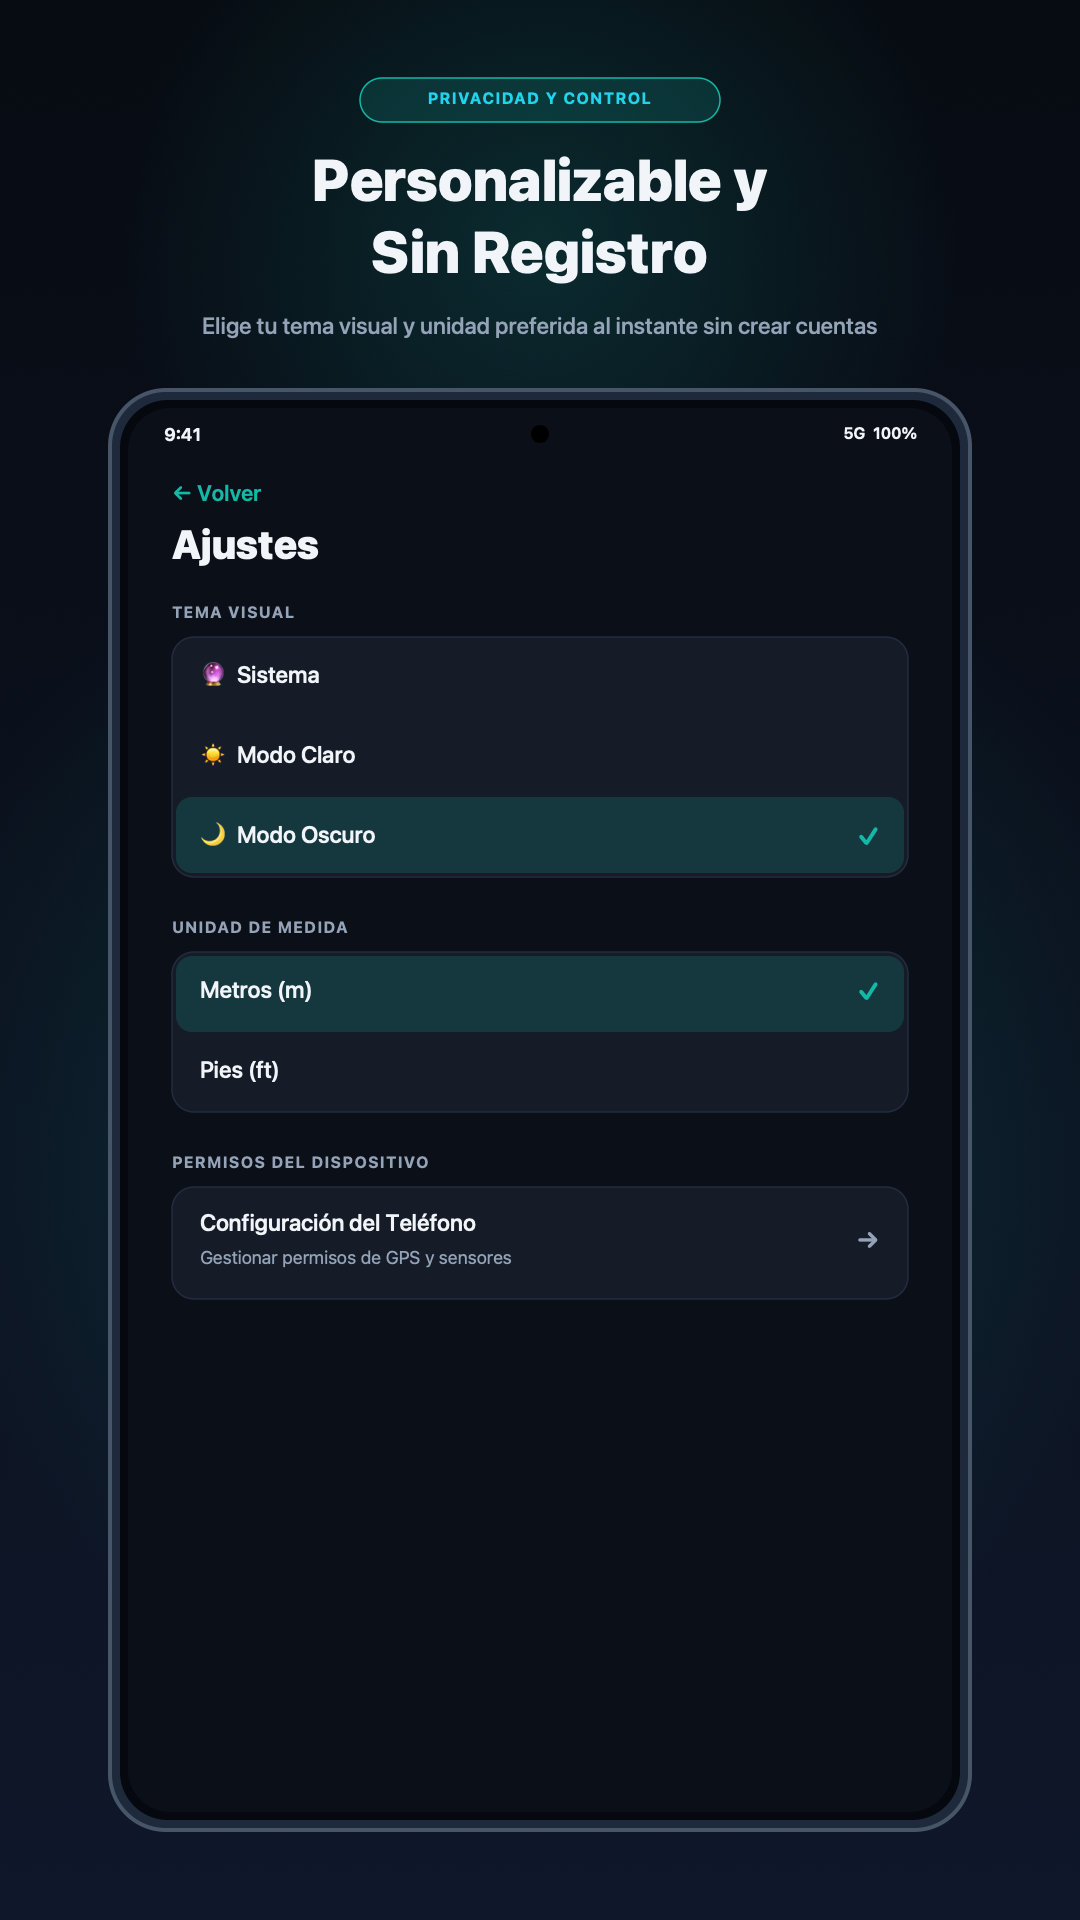 PRIVACIDAD Y CONTROL
Personalizable y
Sin Registro
Elige tu tema visual y unidad preferida al instante sin crear cuentas
9:41
5G 100%
← Volver
Ajustes
TEMA VISUAL
🔮 Sistema
☀️ Modo Claro
🌙 Modo Oscuro ✓
UNIDAD DE MEDIDA
Metros (m) ✓
Pies (ft)
PERMISOS DEL DISPOSITIVO
Configuración del Teléfono
Gestionar permisos de GPS y sensores
→